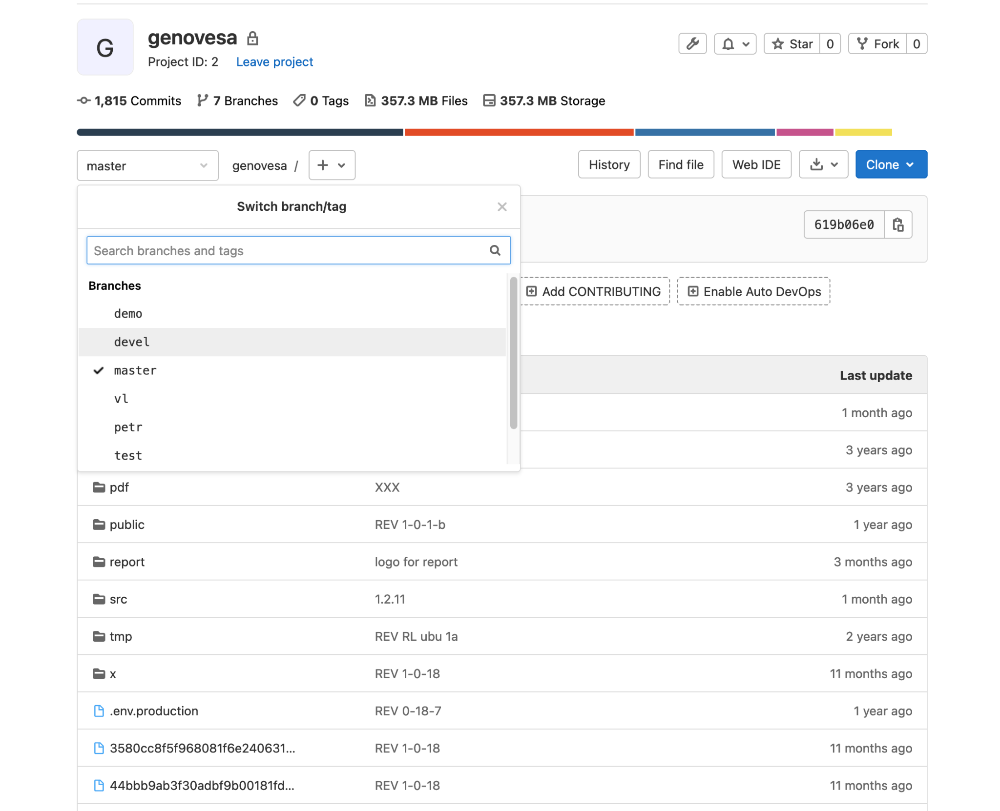 G
genovesa
Project ID: 2 Leave project
Star 0 Fork 0
1,815 Commits 7 Branches 0 Tags 357.3 MB Files 357.3 MB Storage
master genovesa / + History Find file Web IDE Clone
Switch branch/tag
619b06e0
Search branches and tags
Branches
Add CONTRIBUTING Enable Auto DevOps
demo
devel
master
Last update
vl
1 month ago
petr
3 years ago
test
pdf XXX 3 years ago
public REV 1-0-1-b 1 year ago
report logo for report 3 months ago
src 1.2.11 1 month ago
tmp REV RL ubu 1a 2 years ago
x REV 1-0-18 11 months ago
.env.production REV 0-18-7 1 year ago
3580cc8f5f968081f6e240631... REV 1-0-18 11 months ago
44bbb9ab3f30adbf9b00181fd... REV 1-0-18 11 months ago